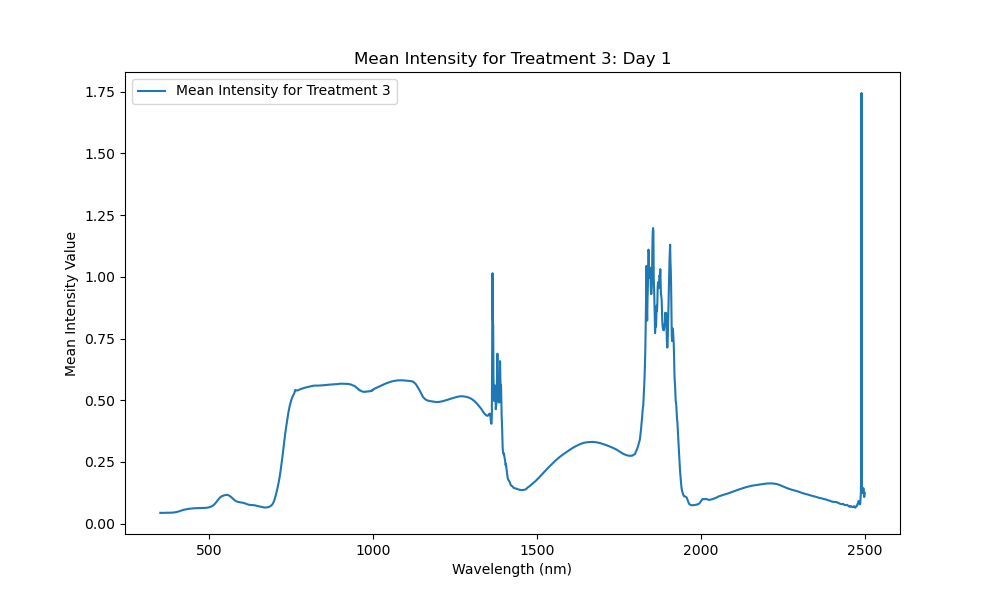 Mean Intensity for Treatment 3: Day 1
Mean Intensity for Treatment 3
1.75
1.50
1.25
1.00
0.75
0.50
0.25
0.00
Mean Intensity Value
500 1000 1500 2000 2500
Wavelength (nm)